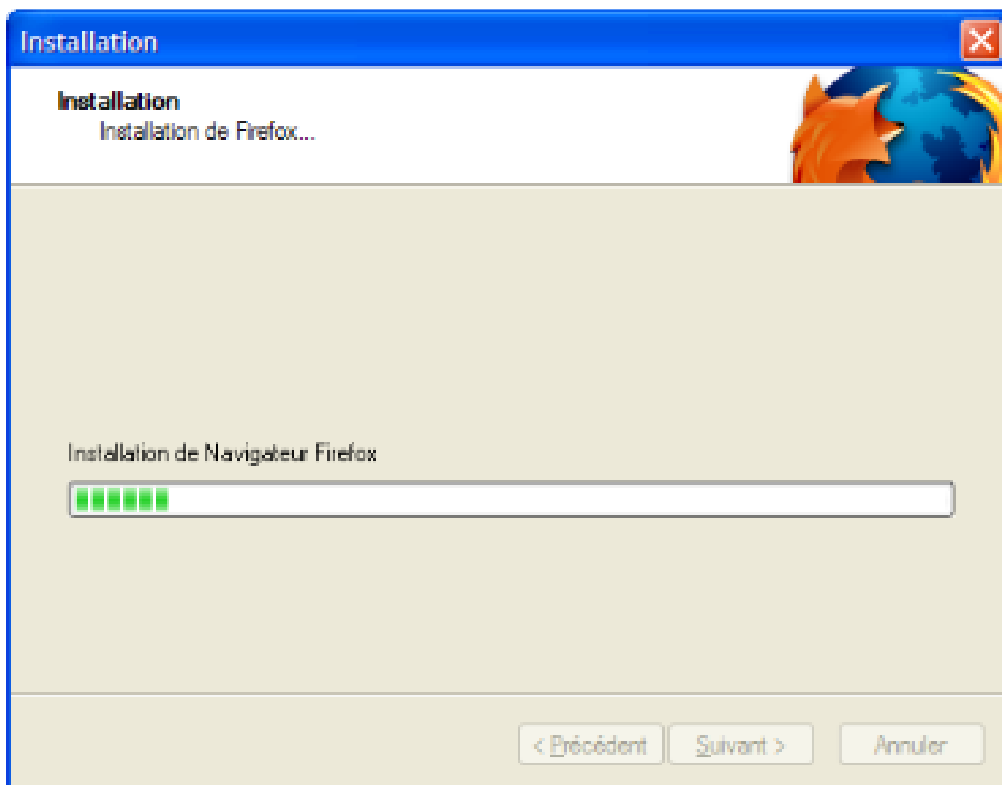 Installation
Installation
Installation de Firefox...
Installation de Navigateur Firefox
< Précédent
Suivant >
Annuler